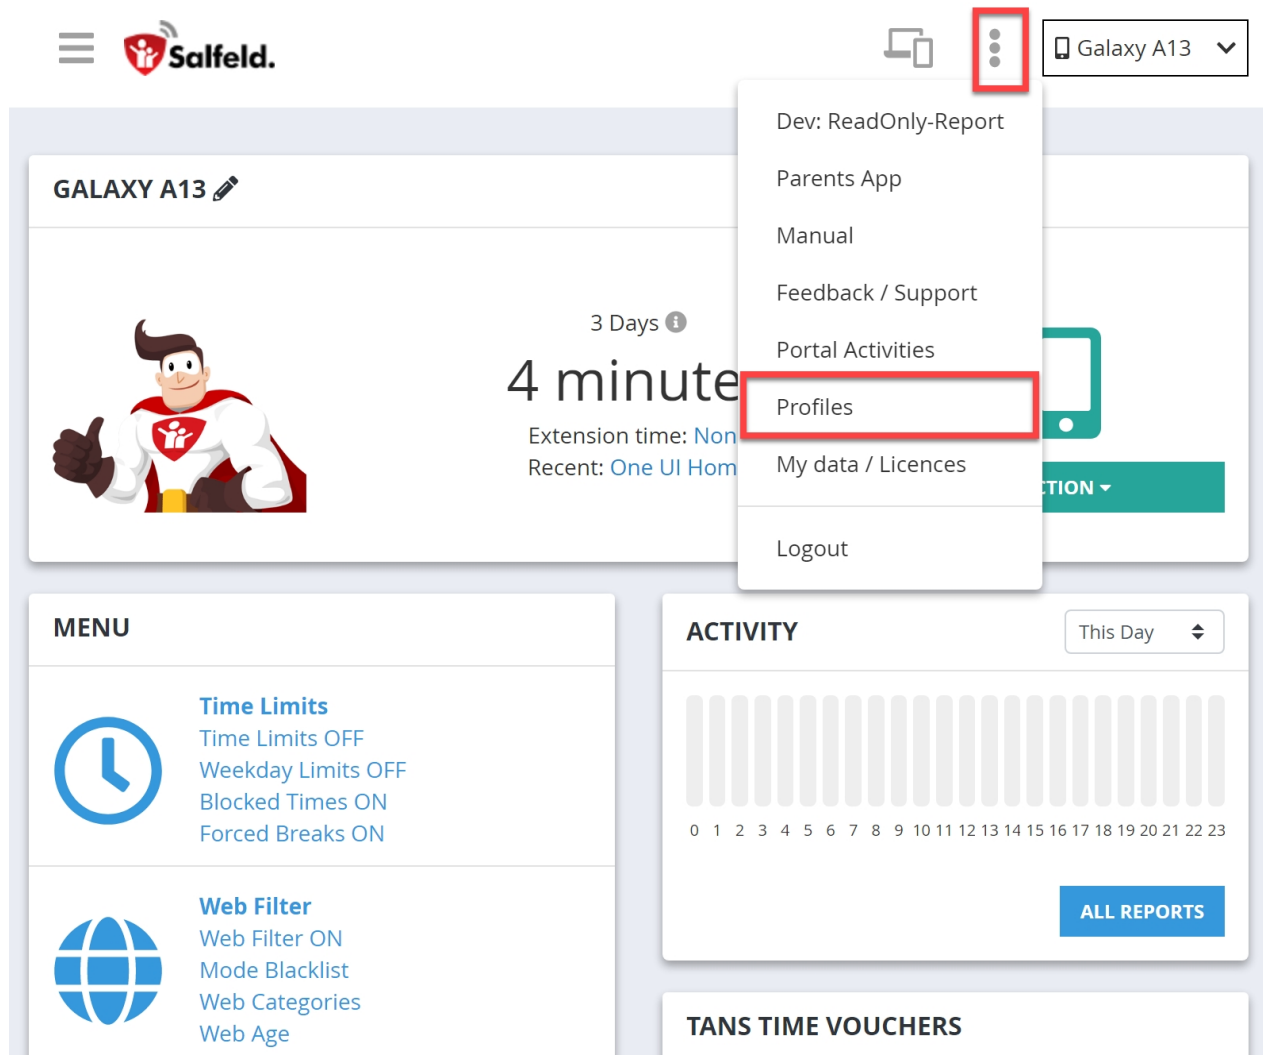 Salfeld.
Galaxy A13
Dev: ReadOnly-Report
Parents App
Manual
Feedback / Support
Portal Activities
Profiles
My data / Licences
Logout
GALAXY A13
3 Days
4 minute
Extension time: Non
Recent: One UI Hom
CTION
MENU
Time Limits
Time Limits OFF
Weekday Limits OFF
Blocked Times ON
Forced Breaks ON
Web Filter
Web Filter ON
Mode Blacklist
Web Categories
Web Age
ACTIVITY
This Day
0 1 2 3 4 5 6 7 8 9 10 11 12 13 14 15 16 17 18 19 20 21 22 23
ALL REPORTS
TANS TIME VOUCHERS